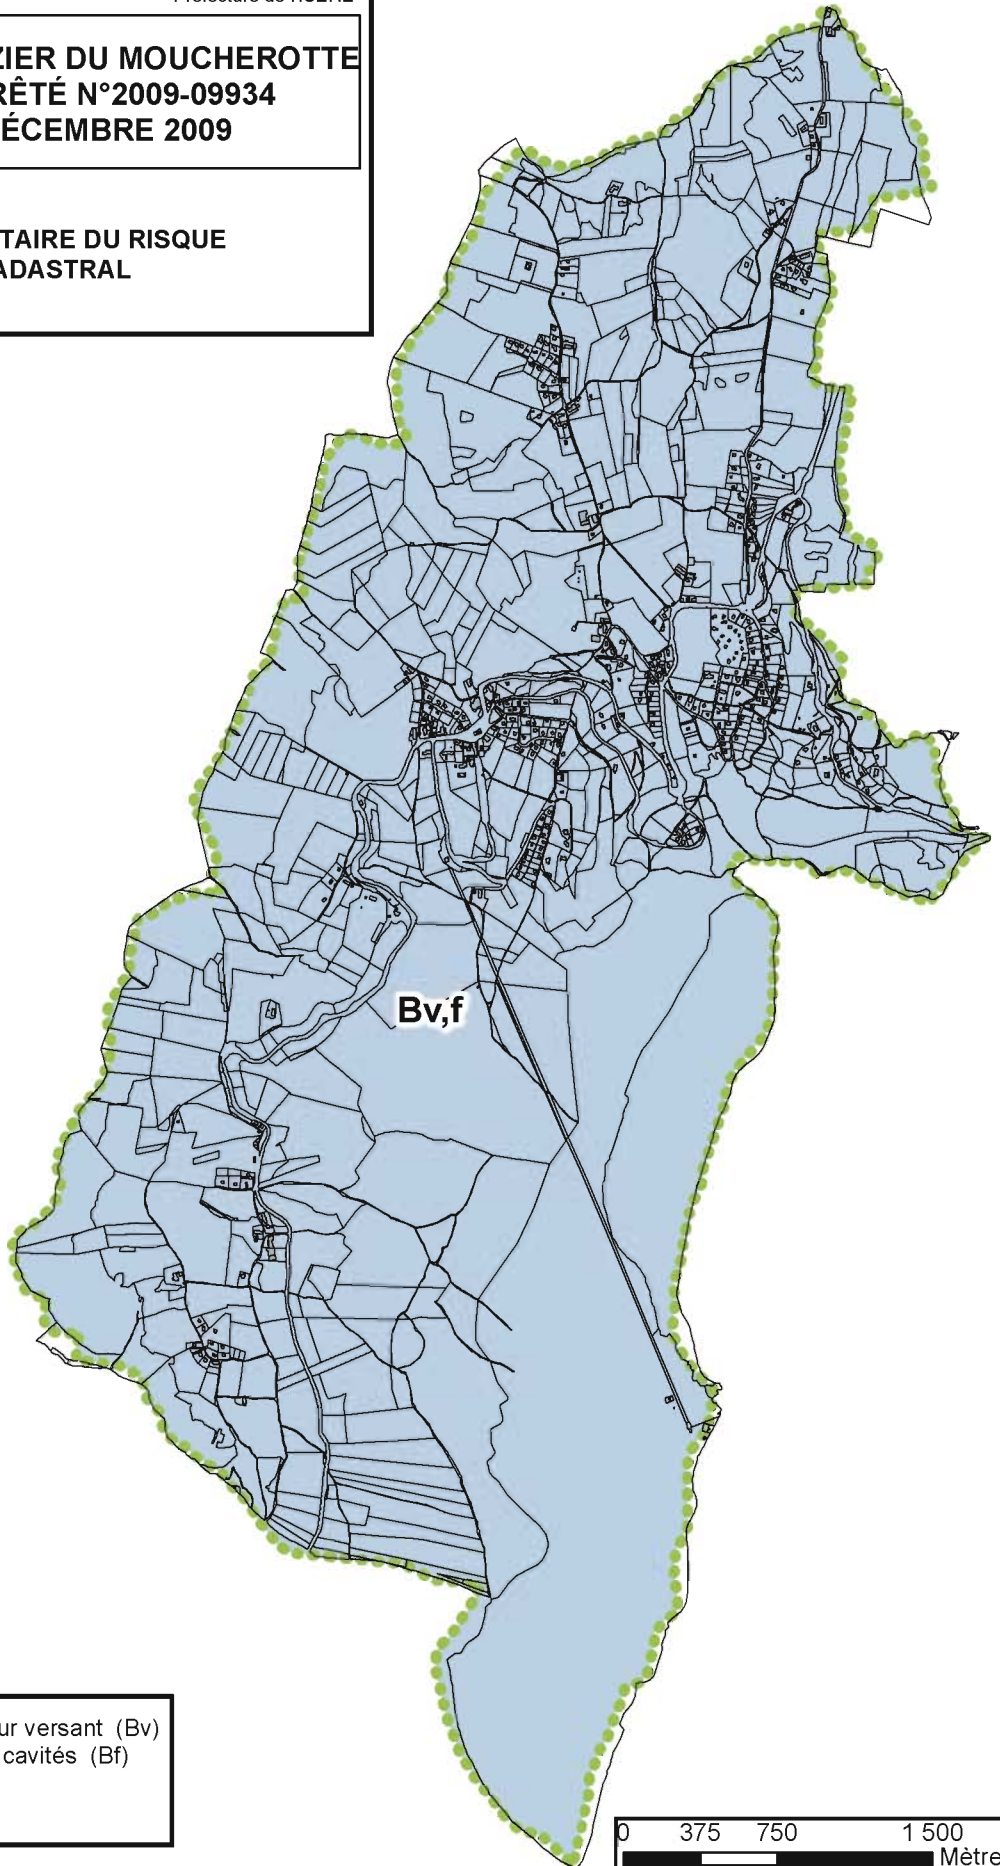 ZIER DU MOUCHEROTTE
RÊTÉ N°2009-09934
ÉCEMBRE 2009
TAIRE DU RISQUE
ADASTRAL
Bv,f
ur versant (Bv)
cavités (Bf)
0 375 750 1 500
Mètre